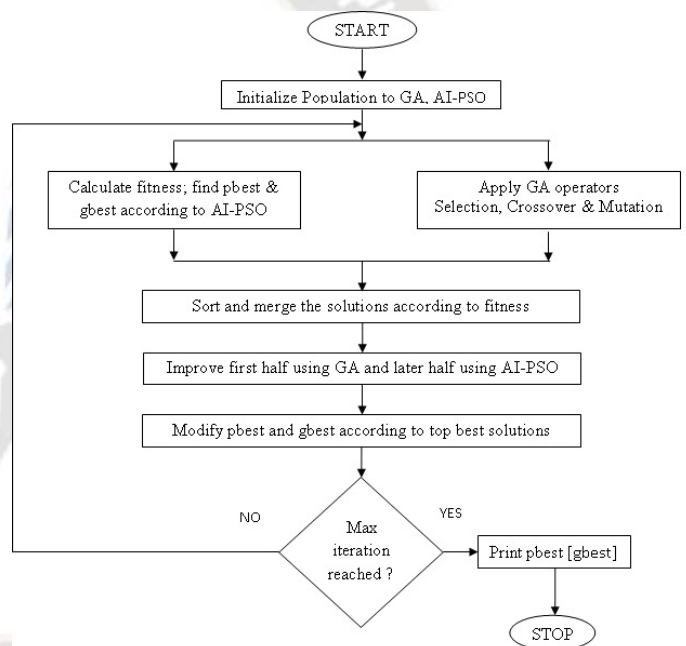 START
Initialize Population to GA, AI-PSO
Calculate fitness; find pbest &
gbest according to AI-PSO
Apply GA operators
Selection, Crossover & Mutation
Sort and merge the solutions according to fitness
Improve first half using GA and later half using AI-PSO
Modify pbest and gbest according to top best solutions
NO
Max
iteration
reached ?
YES
Print pbest [gbest]
STOP